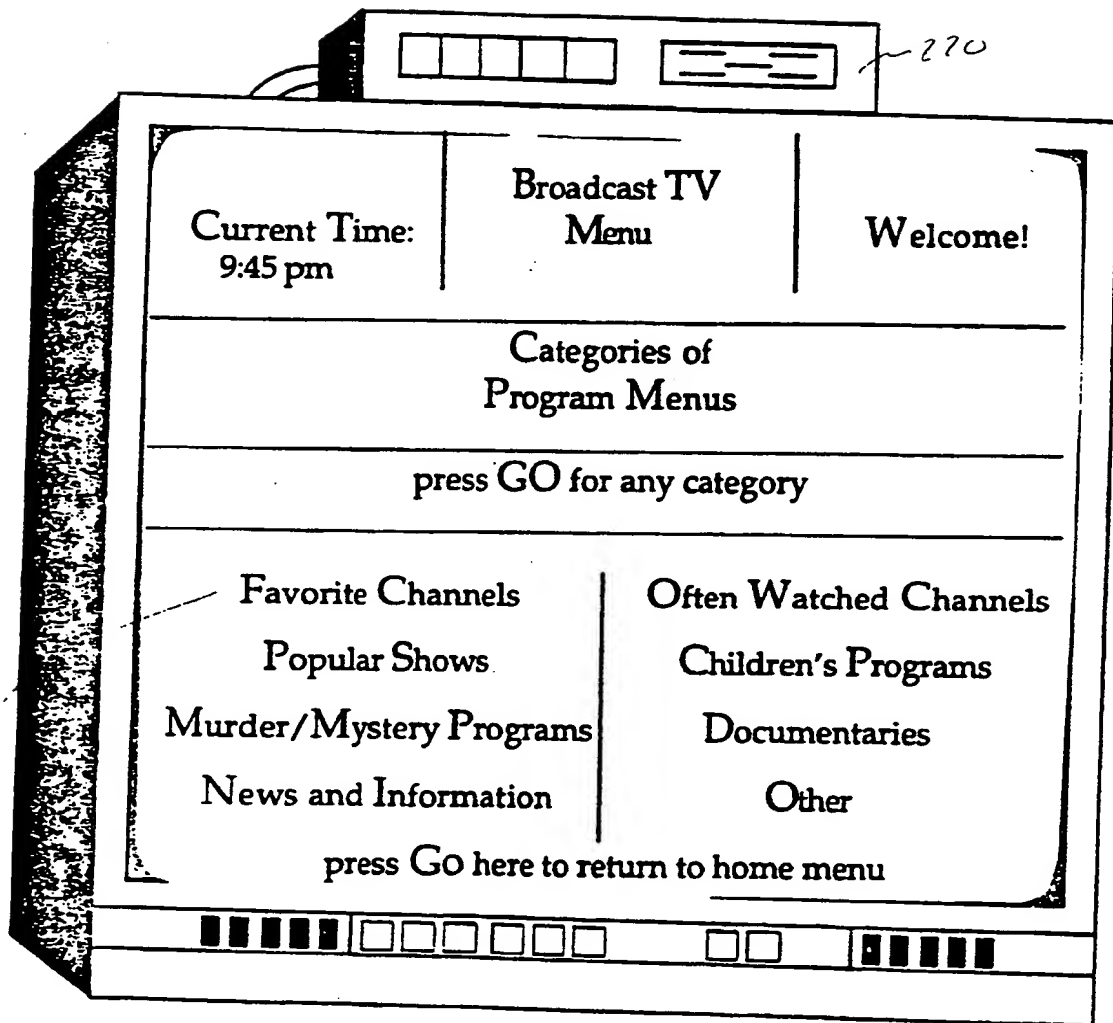 220
Current Time:
9:45 pm
Broadcast TV
Menu
Welcome!
Categories of
Program Menus
press GO for any category
Favorite Channels
Popular Shows
Murder/Mystery Programs
News and Information
Often Watched Channels
Children's Programs
Documentaries
Other
press Go here to return to home menu